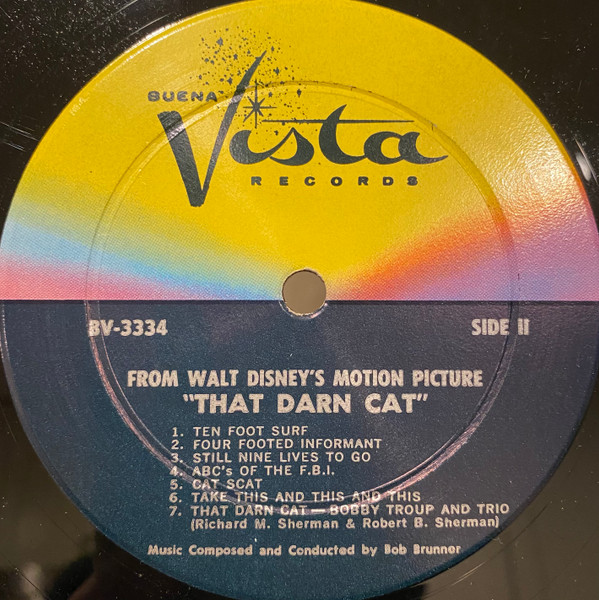 BUENA
Vista
RECORDS
BV-3334 SIDE II
FROM WALT DISNEY'S MOTION PICTURE
"THAT DARN CAT"
1. TEN FOOT SURF
2. FOUR FOOTED INFORMANT
3. STILL NINE LIVES TO GO
4. ABC's OF THE F.B.I.
5. CAT SCAT
6. TAKE THIS AND THIS AND THIS
7. THAT DARN CAT — BOBBY TROUP AND TRIO
(Richard M. Sherman & Robert B. Sherman)
Music Composed and Conducted by Bob Brunner